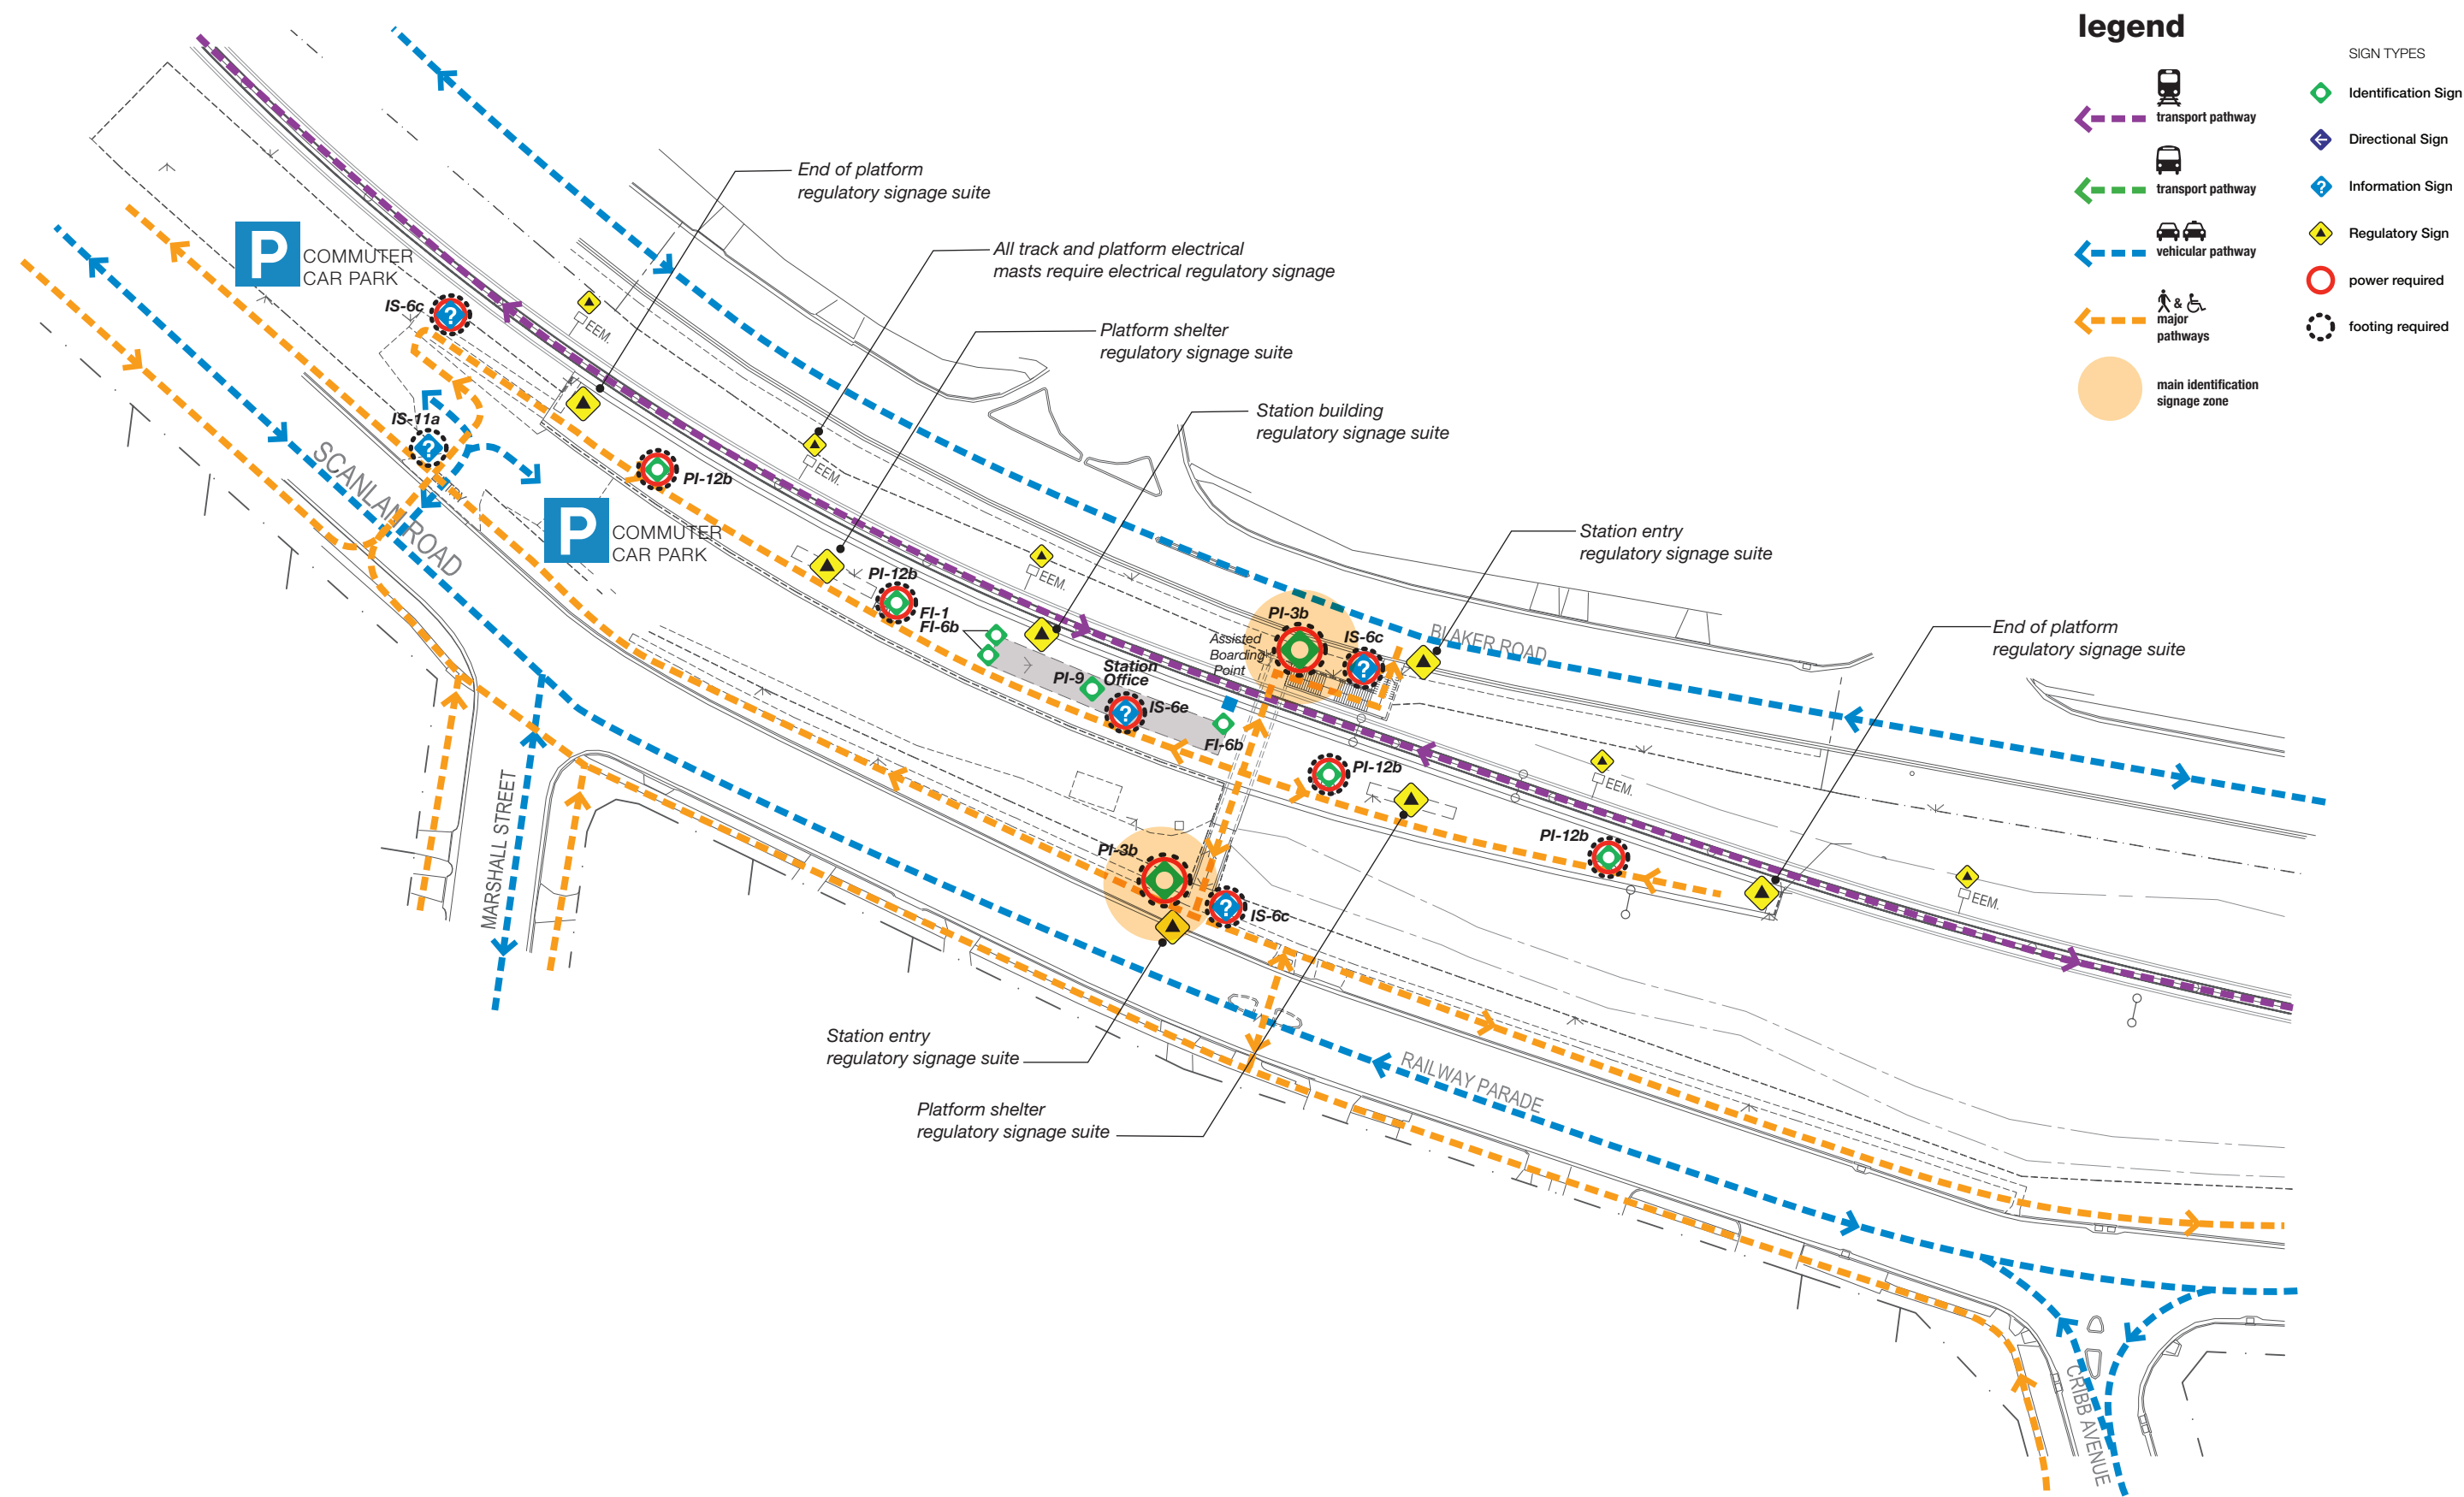 legend
SIGN TYPES
transport pathway
Identification Sign
transport pathway
Directional Sign
vehicular pathway
Information Sign
&
major
pathways
Regulatory Sign
main identification
signage zone
power required
footing required
End of platform
regulatory signage suite
All track and platform electrical
masts require electrical regulatory signage
Platform shelter
regulatory signage suite
Station building
regulatory signage suite
Station entry
regulatory signage suite
End of platform
regulatory signage suite
P
COMMUTER
CAR PARK
IS-6c
EEM.
IS-11a
SCANLAN ROAD
P
COMMUTER
CAR PARK
PI-12b
EEM.
PI-12b
FI-1
FI-6b
EEM.
PI-3b
IS-6c
Assisted
Boarding
Point
BLAKER ROAD
Station
Office
PI-9
IS-6e
FI-6b
PI-12b
EEM.
PI-12b
EEM.
MARSHALL STREET
PI-3b
IS-6c
Station entry
regulatory signage suite
Platform shelter
regulatory signage suite
RAILWAY PARADE
CRIBB AVENUE